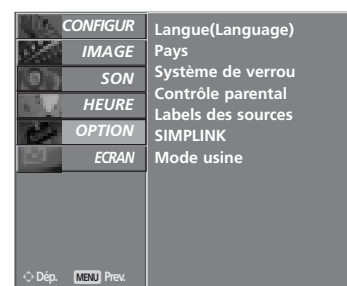 CONFIGUR
IMAGE
SON
HEURE
OPTION
ECRAN
Langue(Language)
Pays
Système de verrou
Contrôle parental
Labels des sources
SIMPLINK
Mode usine
Dép. MENU Prev.